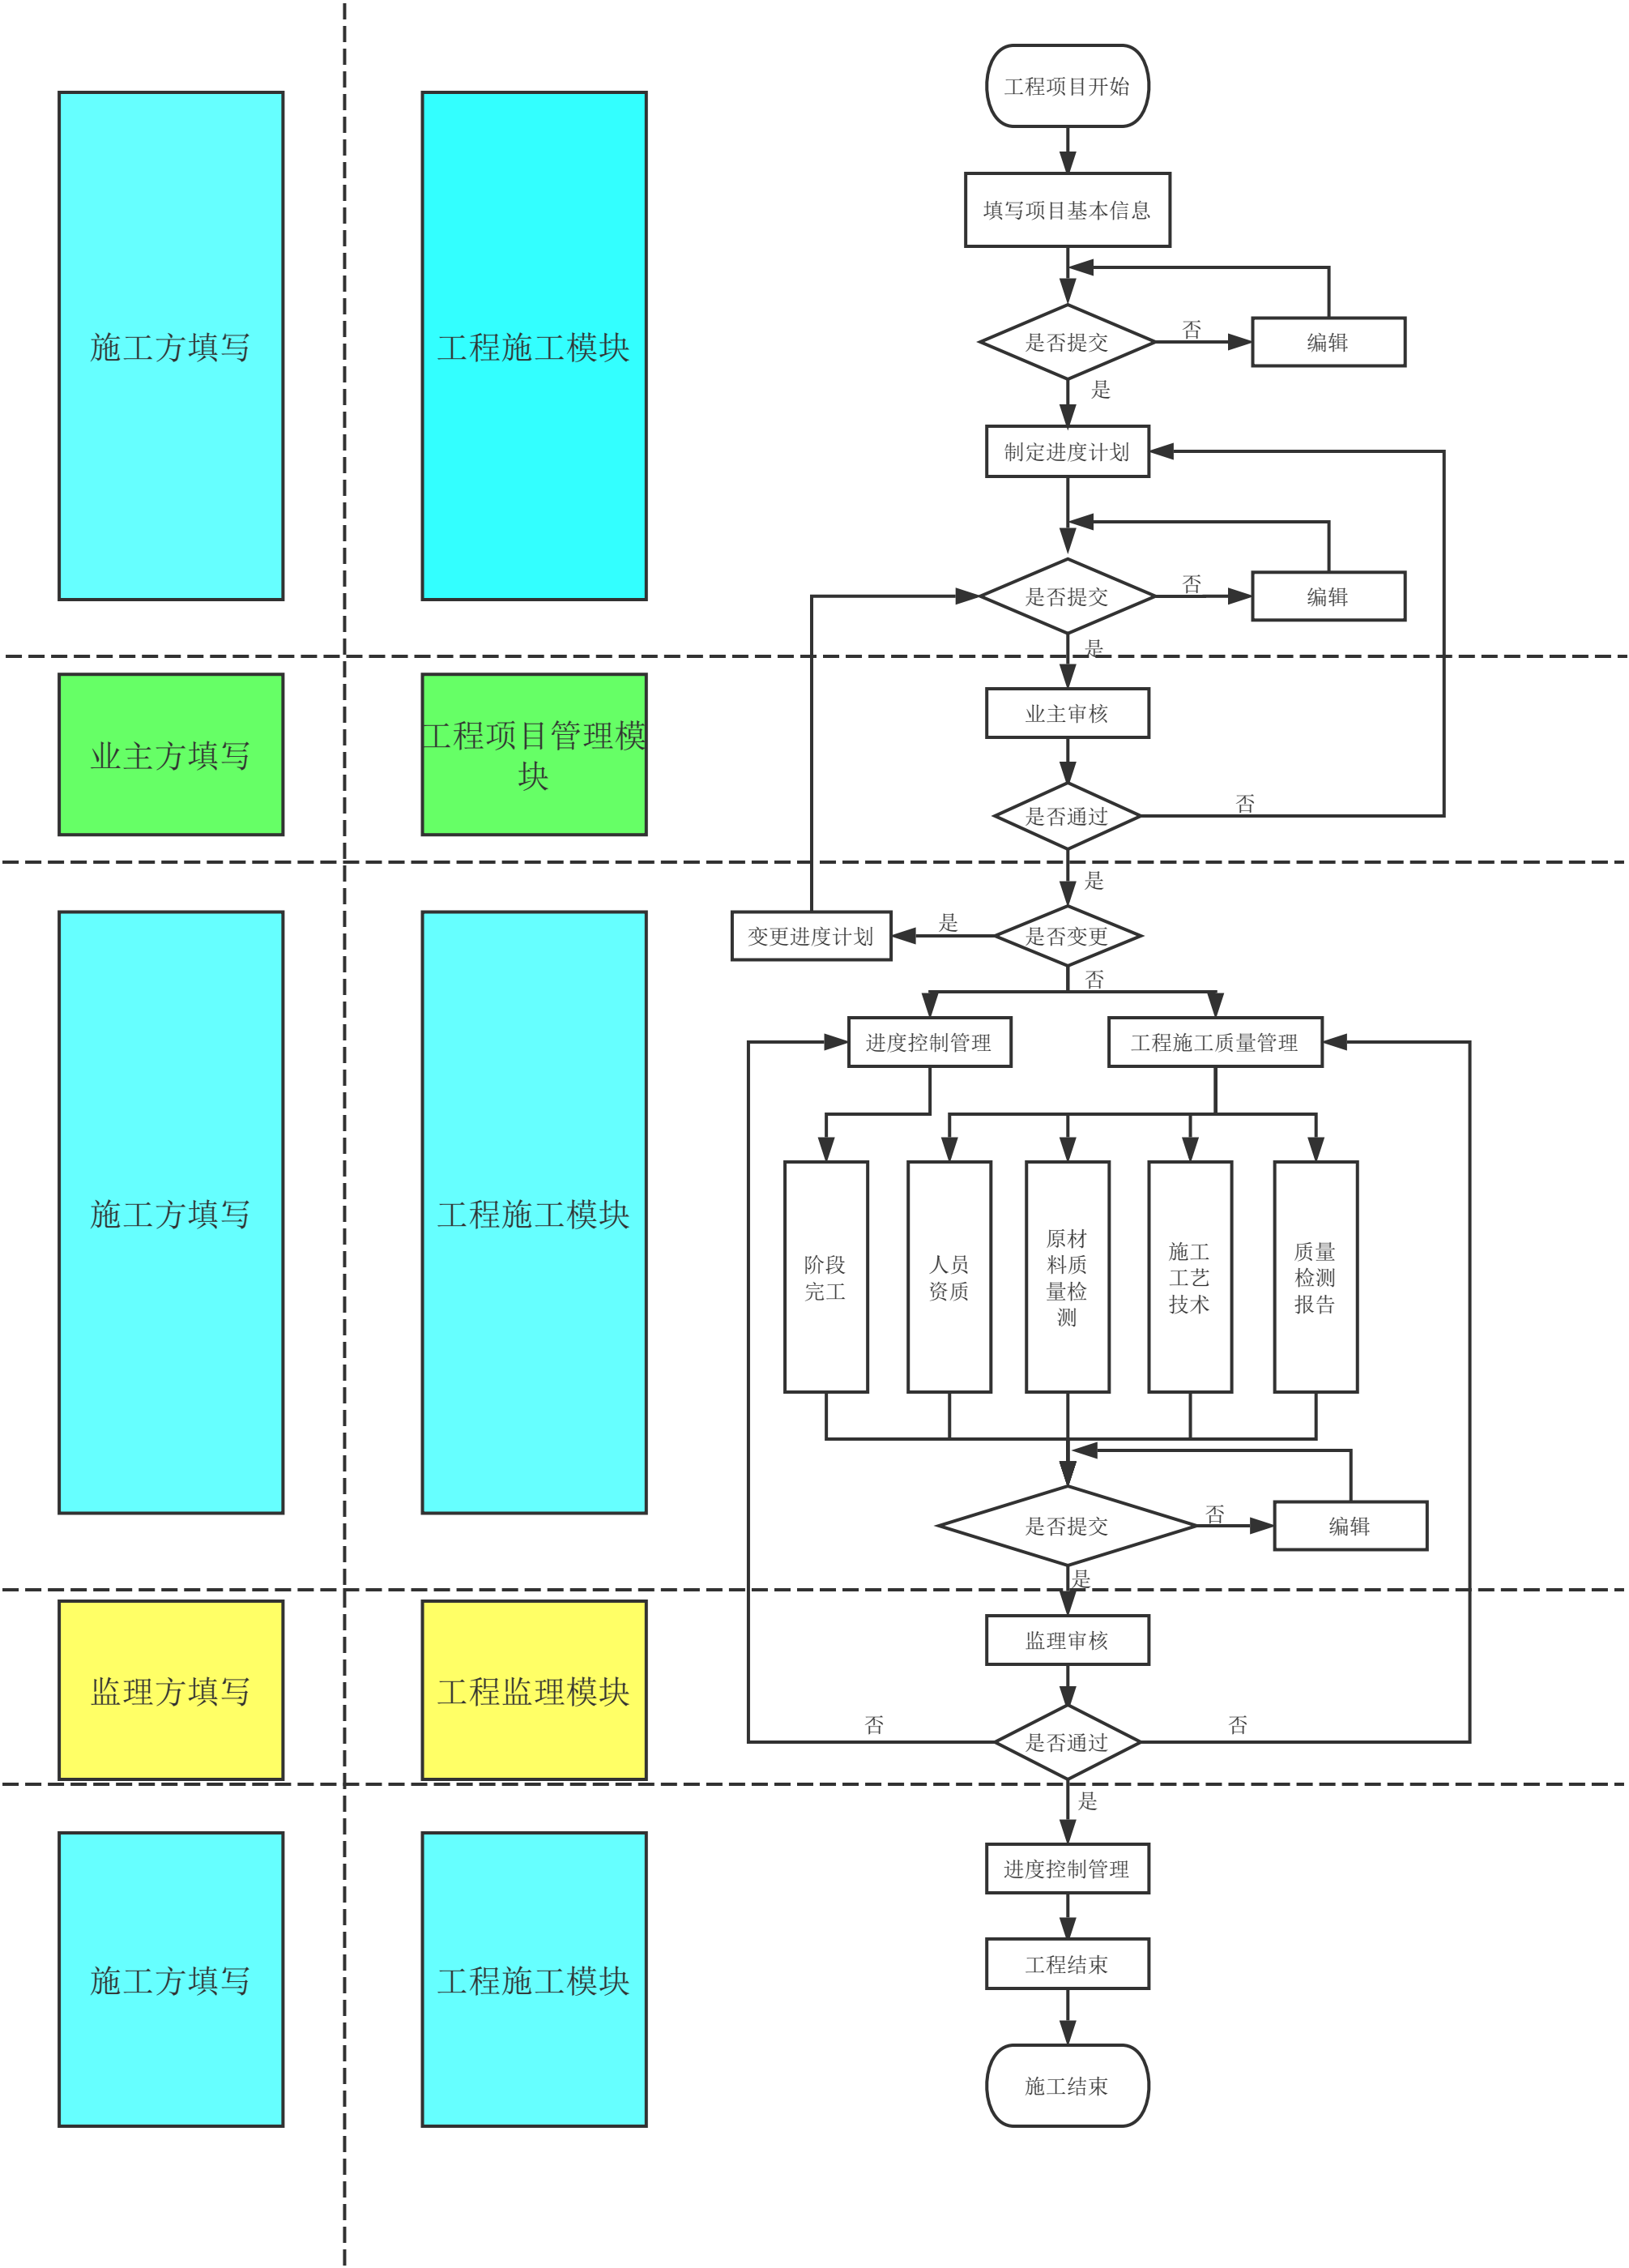 工程项目开始
填写项目基本信息
施工方填写
工程施工模块
是否提交
否
编辑
是
制定进度计划
是否提交
否
编辑
是
业主方填写
工程项目管理模
块
业主审核
是否通过
否
是
变更进度计划
是
是否变更
否
进度控制管理
工程施工质量管理
施工方填写
工程施工模块
阶段
完工
人员
资质
原材
料质
量检
测
施工
工艺
技术
质量
检测
报告
是否提交
否
编辑
是
监理方填写
工程监理模块
监理审核
否
是否通过
否
是
进度控制管理
施工方填写
工程施工模块
工程结束
施工结束